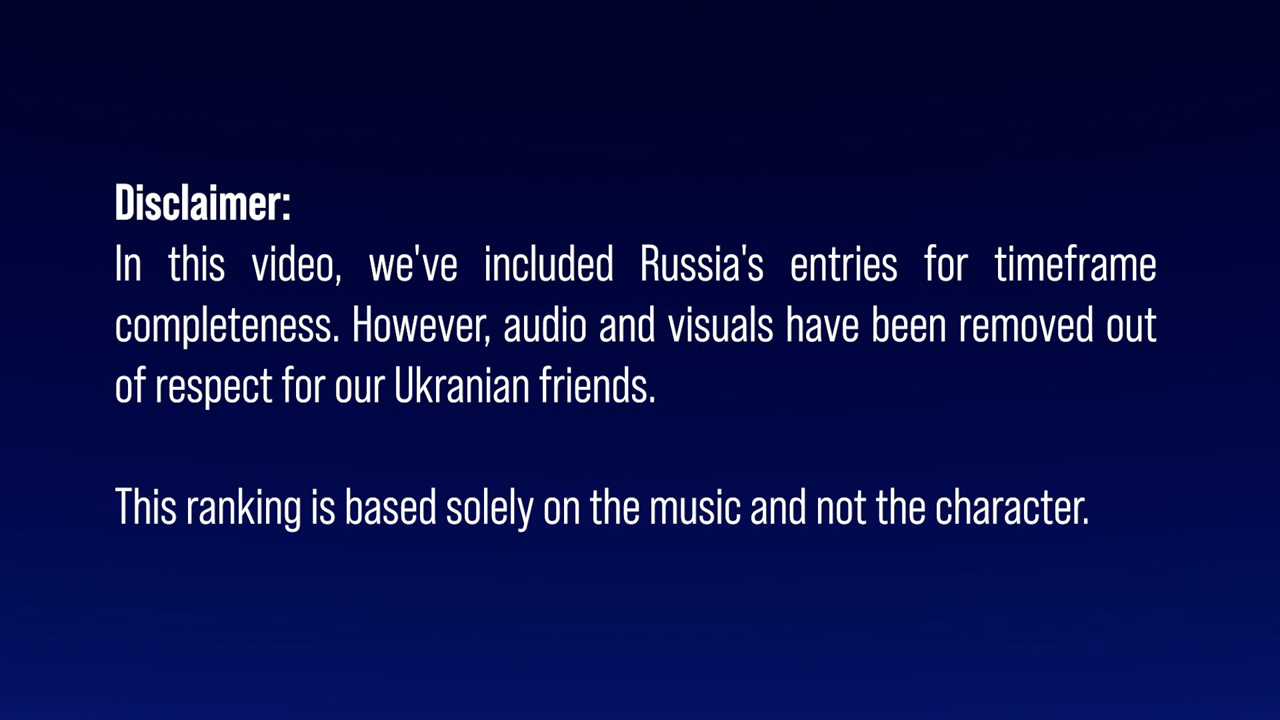 Disclaimer:
In this video, we've included Russia's entries for timeframe
completeness. However, audio and visuals have been removed out
of respect for our Ukranian friends.
This ranking is based solely on the music and not the character.